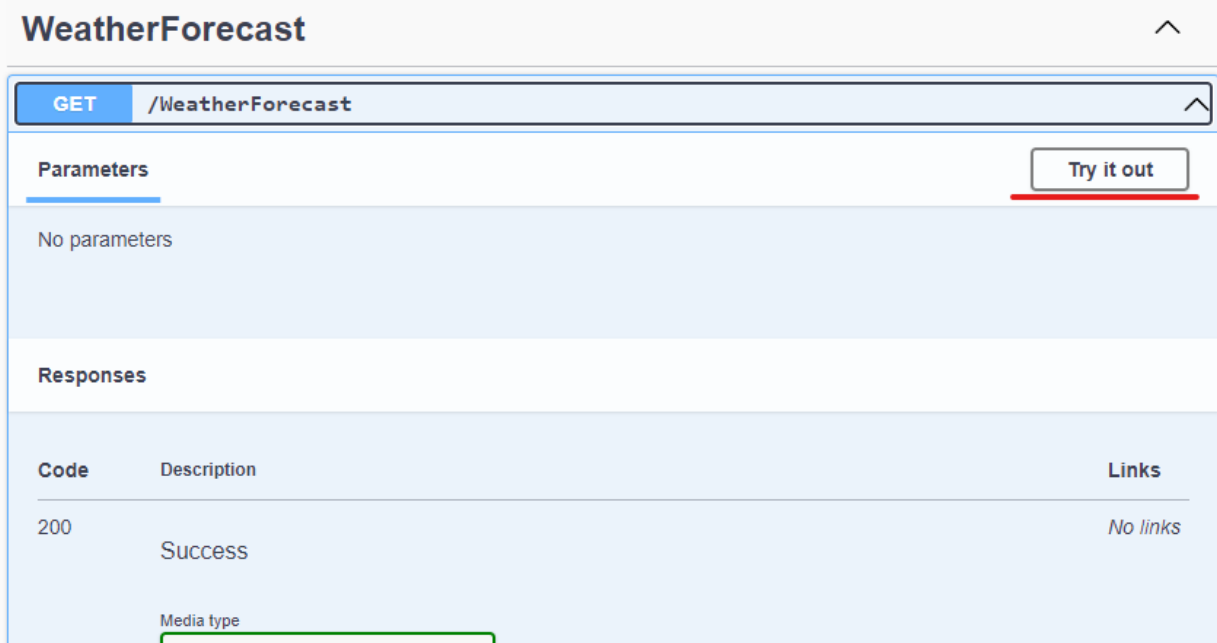 WeatherForecast
GET /WeatherForecast
Parameters Try it out
No parameters
Responses
Code Description Links
200 No links
Success
Media type